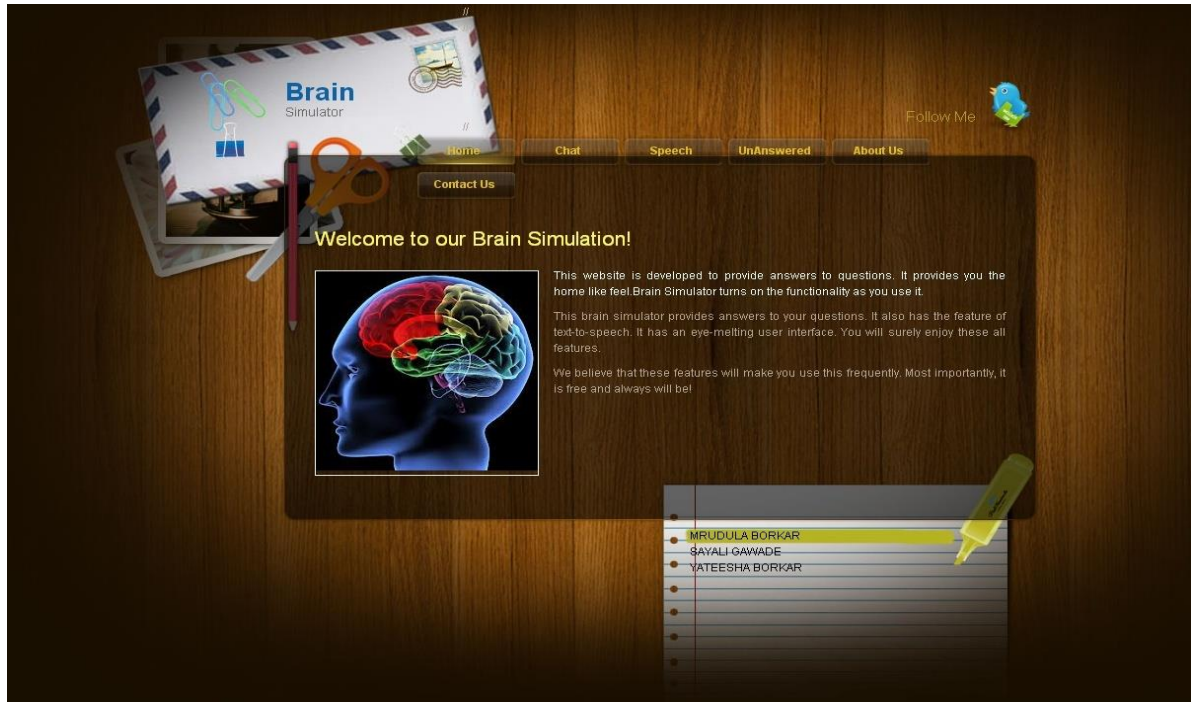 //
Brain
Simulator
Follow Me
//
Home Chat Speech UnAnswered About Us
Contact Us
Welcome to our Brain Simulation!
This website is developed to provide answers to questions. It provides you the
home like feel.Brain Simulator turns on the functionality as you use it.
This brain simulator provides answers to your questions. It also has the feature of
text-to-speech. It has an eye-melting user interface. You will surely enjoy these all
features.
We believe that these features will make you use this frequently. Most importantly, it
is free and always will be!
MRUDULA BORKAR
SAYALI GAWADE
YATEESHA BORKAR